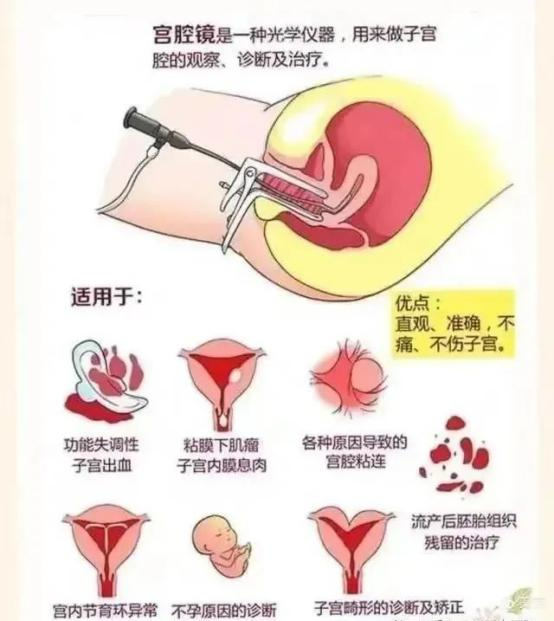 宫腔镜是一种光学仪器，用来做子宫
腔的观察、诊断及治疗。
适用于：
优点：
直观、准确，不
痛、不伤子宫。
功能失调性
子宫出血
粘膜下肌瘤
子宫内膜息肉
各种原因导致的
宫腔粘连
流产后胚胎组织
残留的治疗
宫内节育环异常
不孕原因的诊断
子宫畸形的诊断及矫正